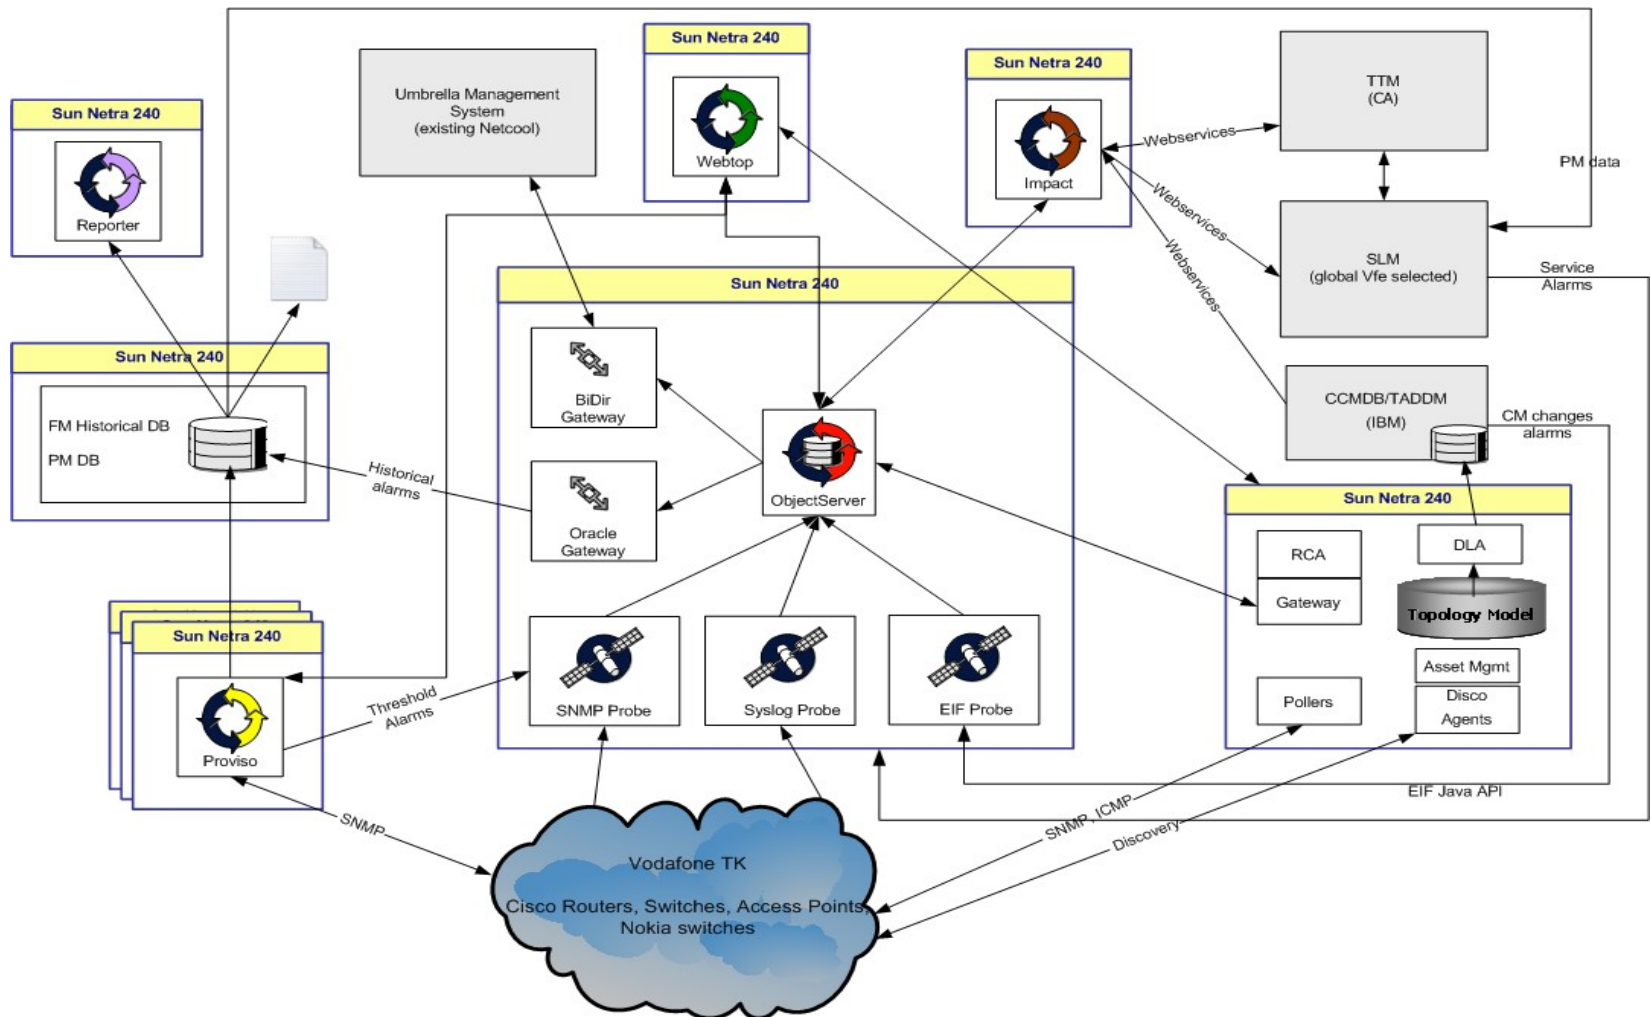 Sun Netra 240
Reporter
Umbrella Management
System
(existing Netcool)
Sun Netra 240
Webtop
Sun Netra 240
Impact
Webservices
Webservices
Webservices
TTM
(CA)
PM data
SLM
(global Vfe selected)
Service
Alarms
Sun Netra 240
FM Historical DB
PM DB
Historical
alarms
Sun Netra 240
BiDir
Gateway
Oracle
Gateway
ObjectServer
SNMP Probe
Syslog Probe
EIF Probe
CCMDB/TADDM
(IBM)
CM changes
alarms
Sun Netra 240
RCA
Gateway
DLA
Topology Model
Asset Mgmt
Disco
Agents
Pollers
EIF Java API
Sun Netra 240
Proviso
Threshold
Alarms
SNMP
SNMP, ICMP
Discovery
Vodafone TK
Cisco Routers, Switches, Access Points,
Nokia switches